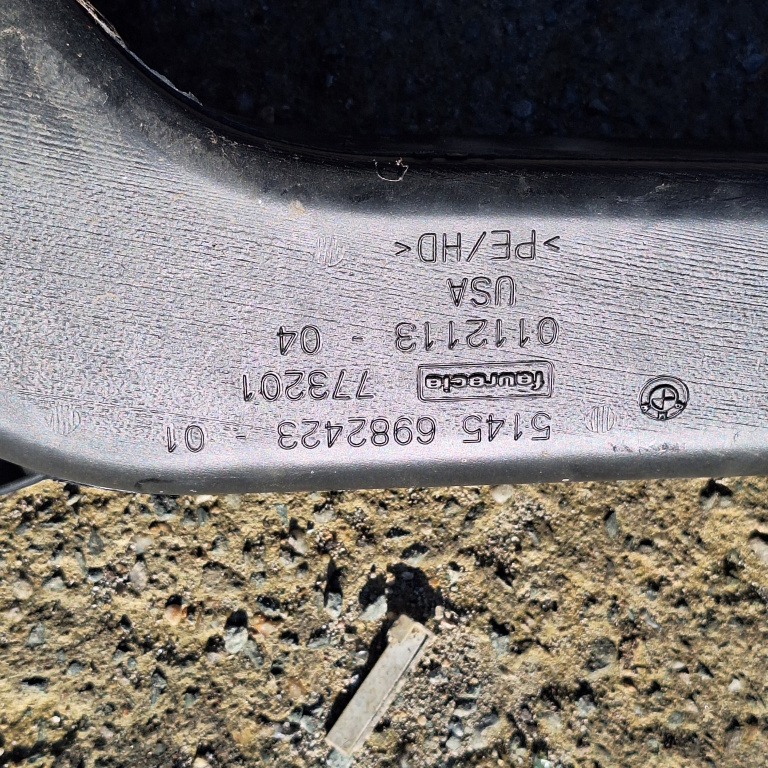 5145 6982423 - 01
faurecia 773201
0112113 - 04
USA
>PE/HD<